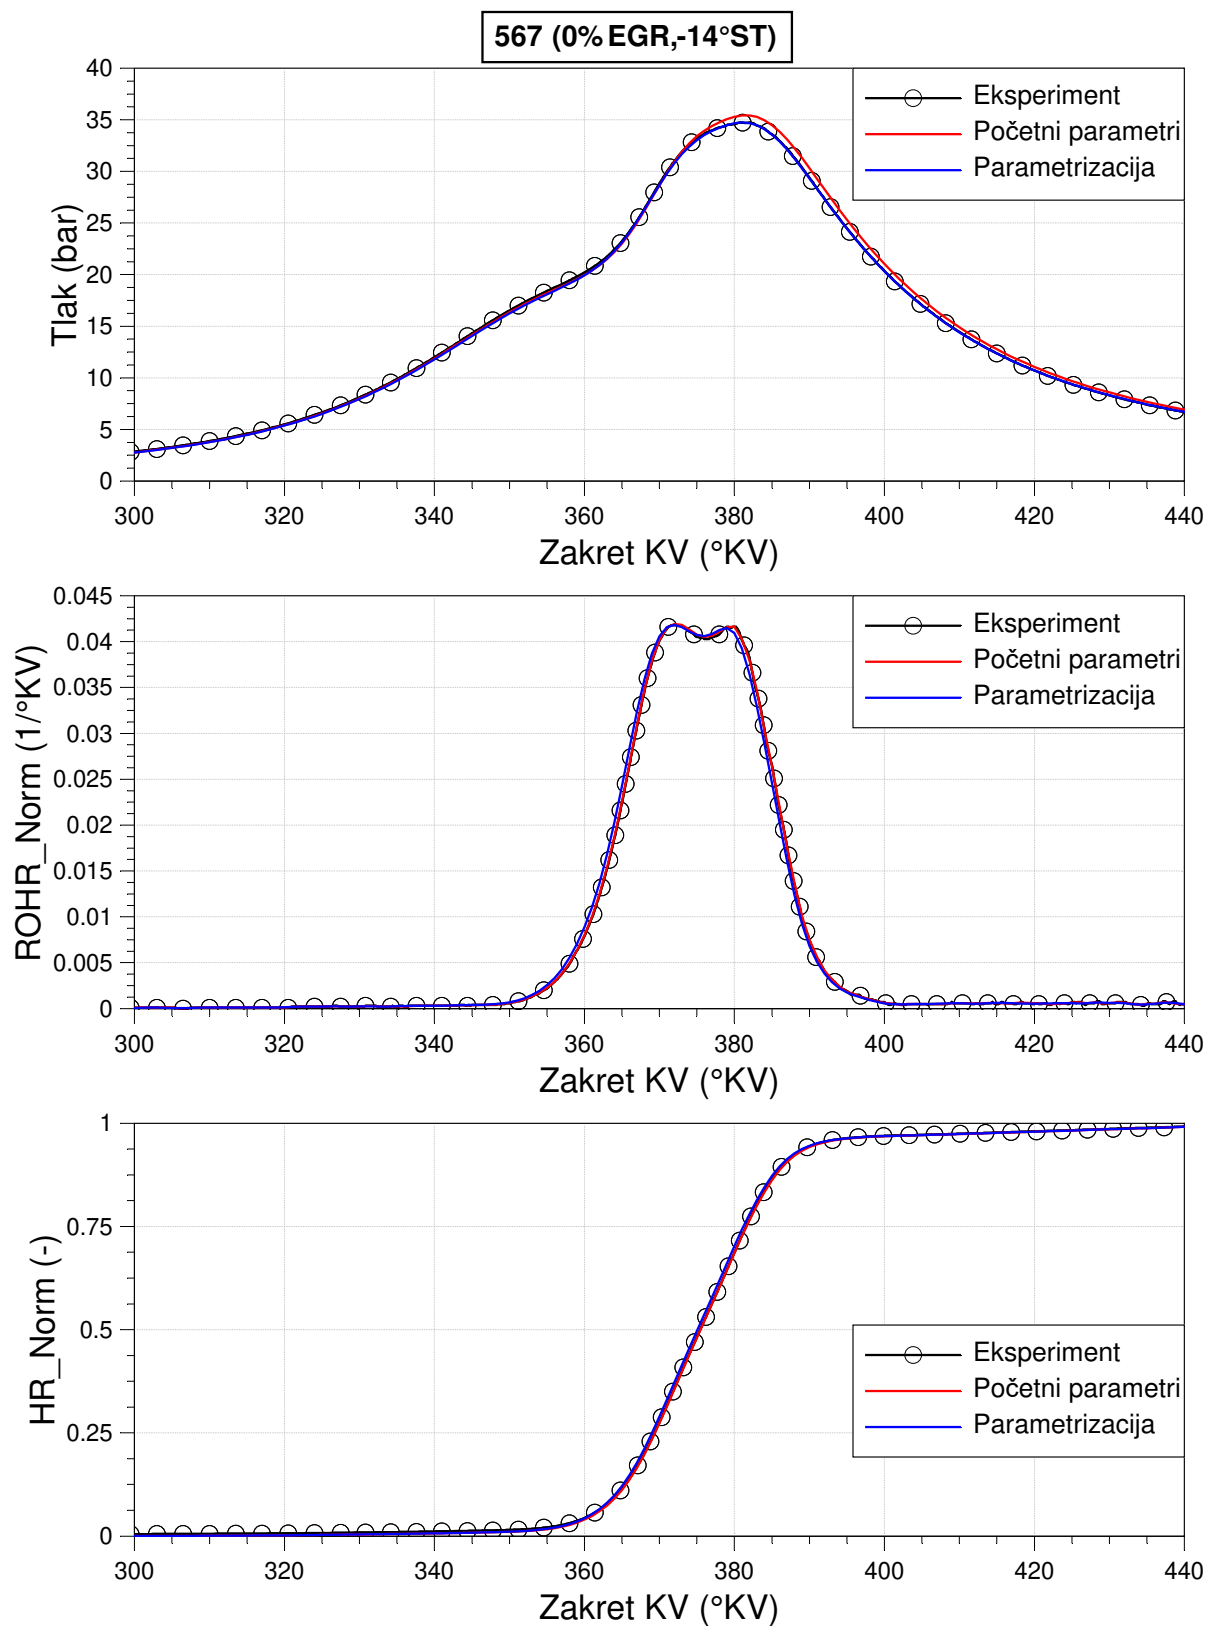 567 (0% EGR,-14°ST)
40
35
30
25
20
15
10
5
0
Tlak (bar)
Eksperiment
Početni parametri
Parametrizacija
300 320 340 360 380 400 420 440
Zakret KV (°KV)
0.045
0.04
0.035
0.03
0.025
0.02
0.015
0.01
0.005
0
ROHR_Norm (1/°KV)
Eksperiment
Početni parametri
Parametrizacija
300 320 340 360 380 400 420 440
Zakret KV (°KV)
1
0.75
0.5
0.25
0
HR_Norm (-)
Eksperiment
Početni parametri
Parametrizacija
300 320 340 360 380 400 420 440
Zakret KV (°KV)